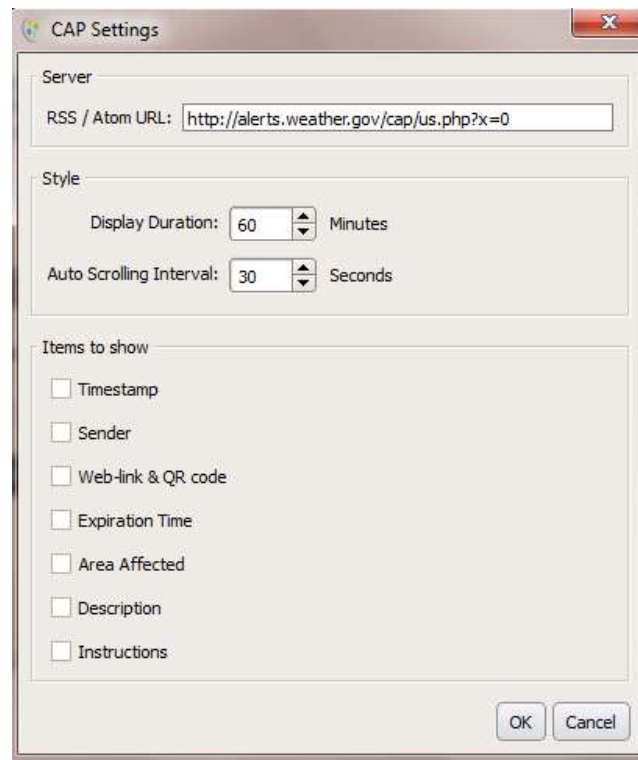 CAP Settings
Server
RSS / Atom URL: http://alerts.weather.gov/cap/us.php?x=0
Style
Display Duration: 60 Minutes
Auto Scrolling Interval: 30 Seconds
Items to show
Timestamp
Sender
Web-link & QR code
Expiration Time
Area Affected
Description
Instructions
OK Cancel